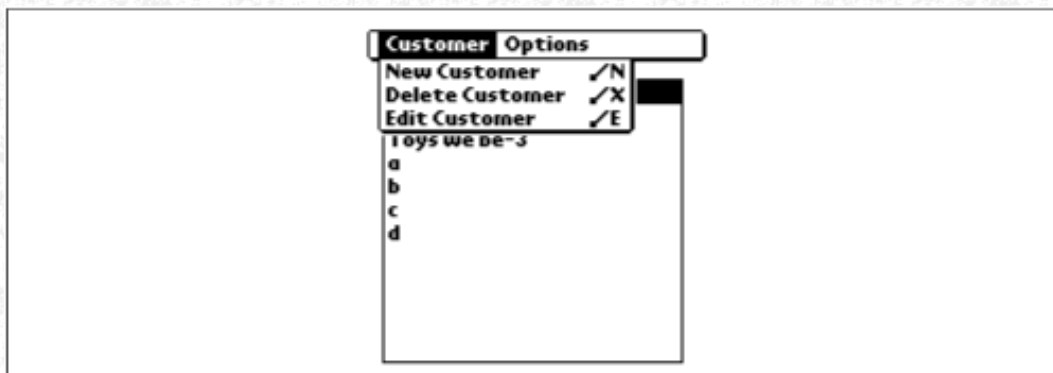 Customer Options
New Customer ⟋N
Delete Customer ⟋X
Edit Customer ⟋E
Toys we be-3
a
b
c
d